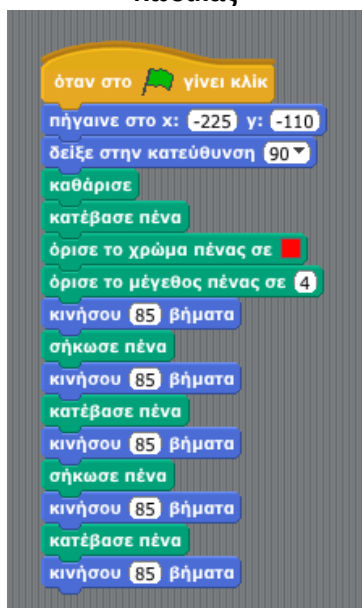 όταν στο γίνει κλίκ
πήγαινε στο x: -225 y: -110
δείξε στην κατεύθυνση 90
καθάρισε
κατέβασε πένα
όρισε το χρώμα πένας σε
όρισε το μέγεθος πένας σε 4
κινήσου 85 βήματα
σήκωσε πένα
κινήσου 85 βήματα
κατέβασε πένα
κινήσου 85 βήματα
σήκωσε πένα
κινήσου 85 βήματα
κατέβασε πένα
κινήσου 85 βήματα